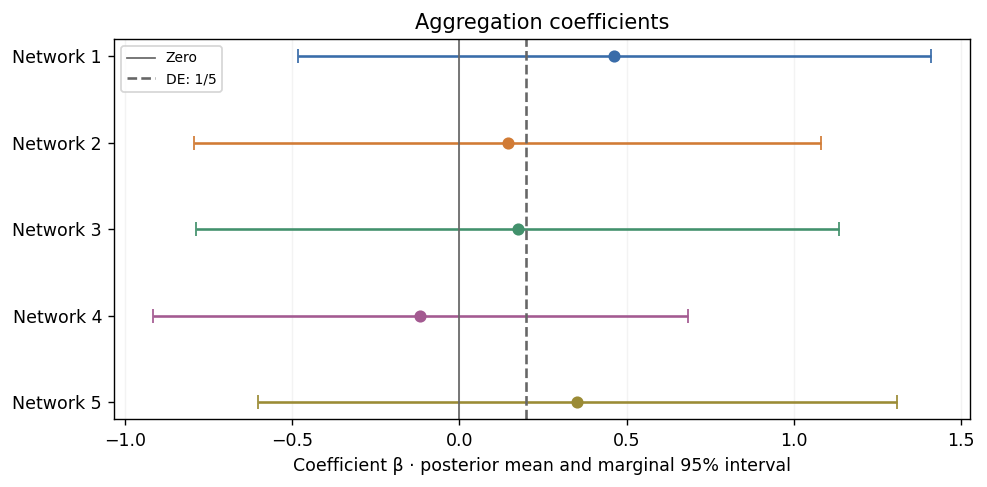 Aggregation coefficients
Zero
DE: 1/5
Network 1
Network 2
Network 3
Network 4
Network 5
−1.0 −0.5 0.0 0.5 1.0 1.5
Coefficient β · posterior mean and marginal 95% interval